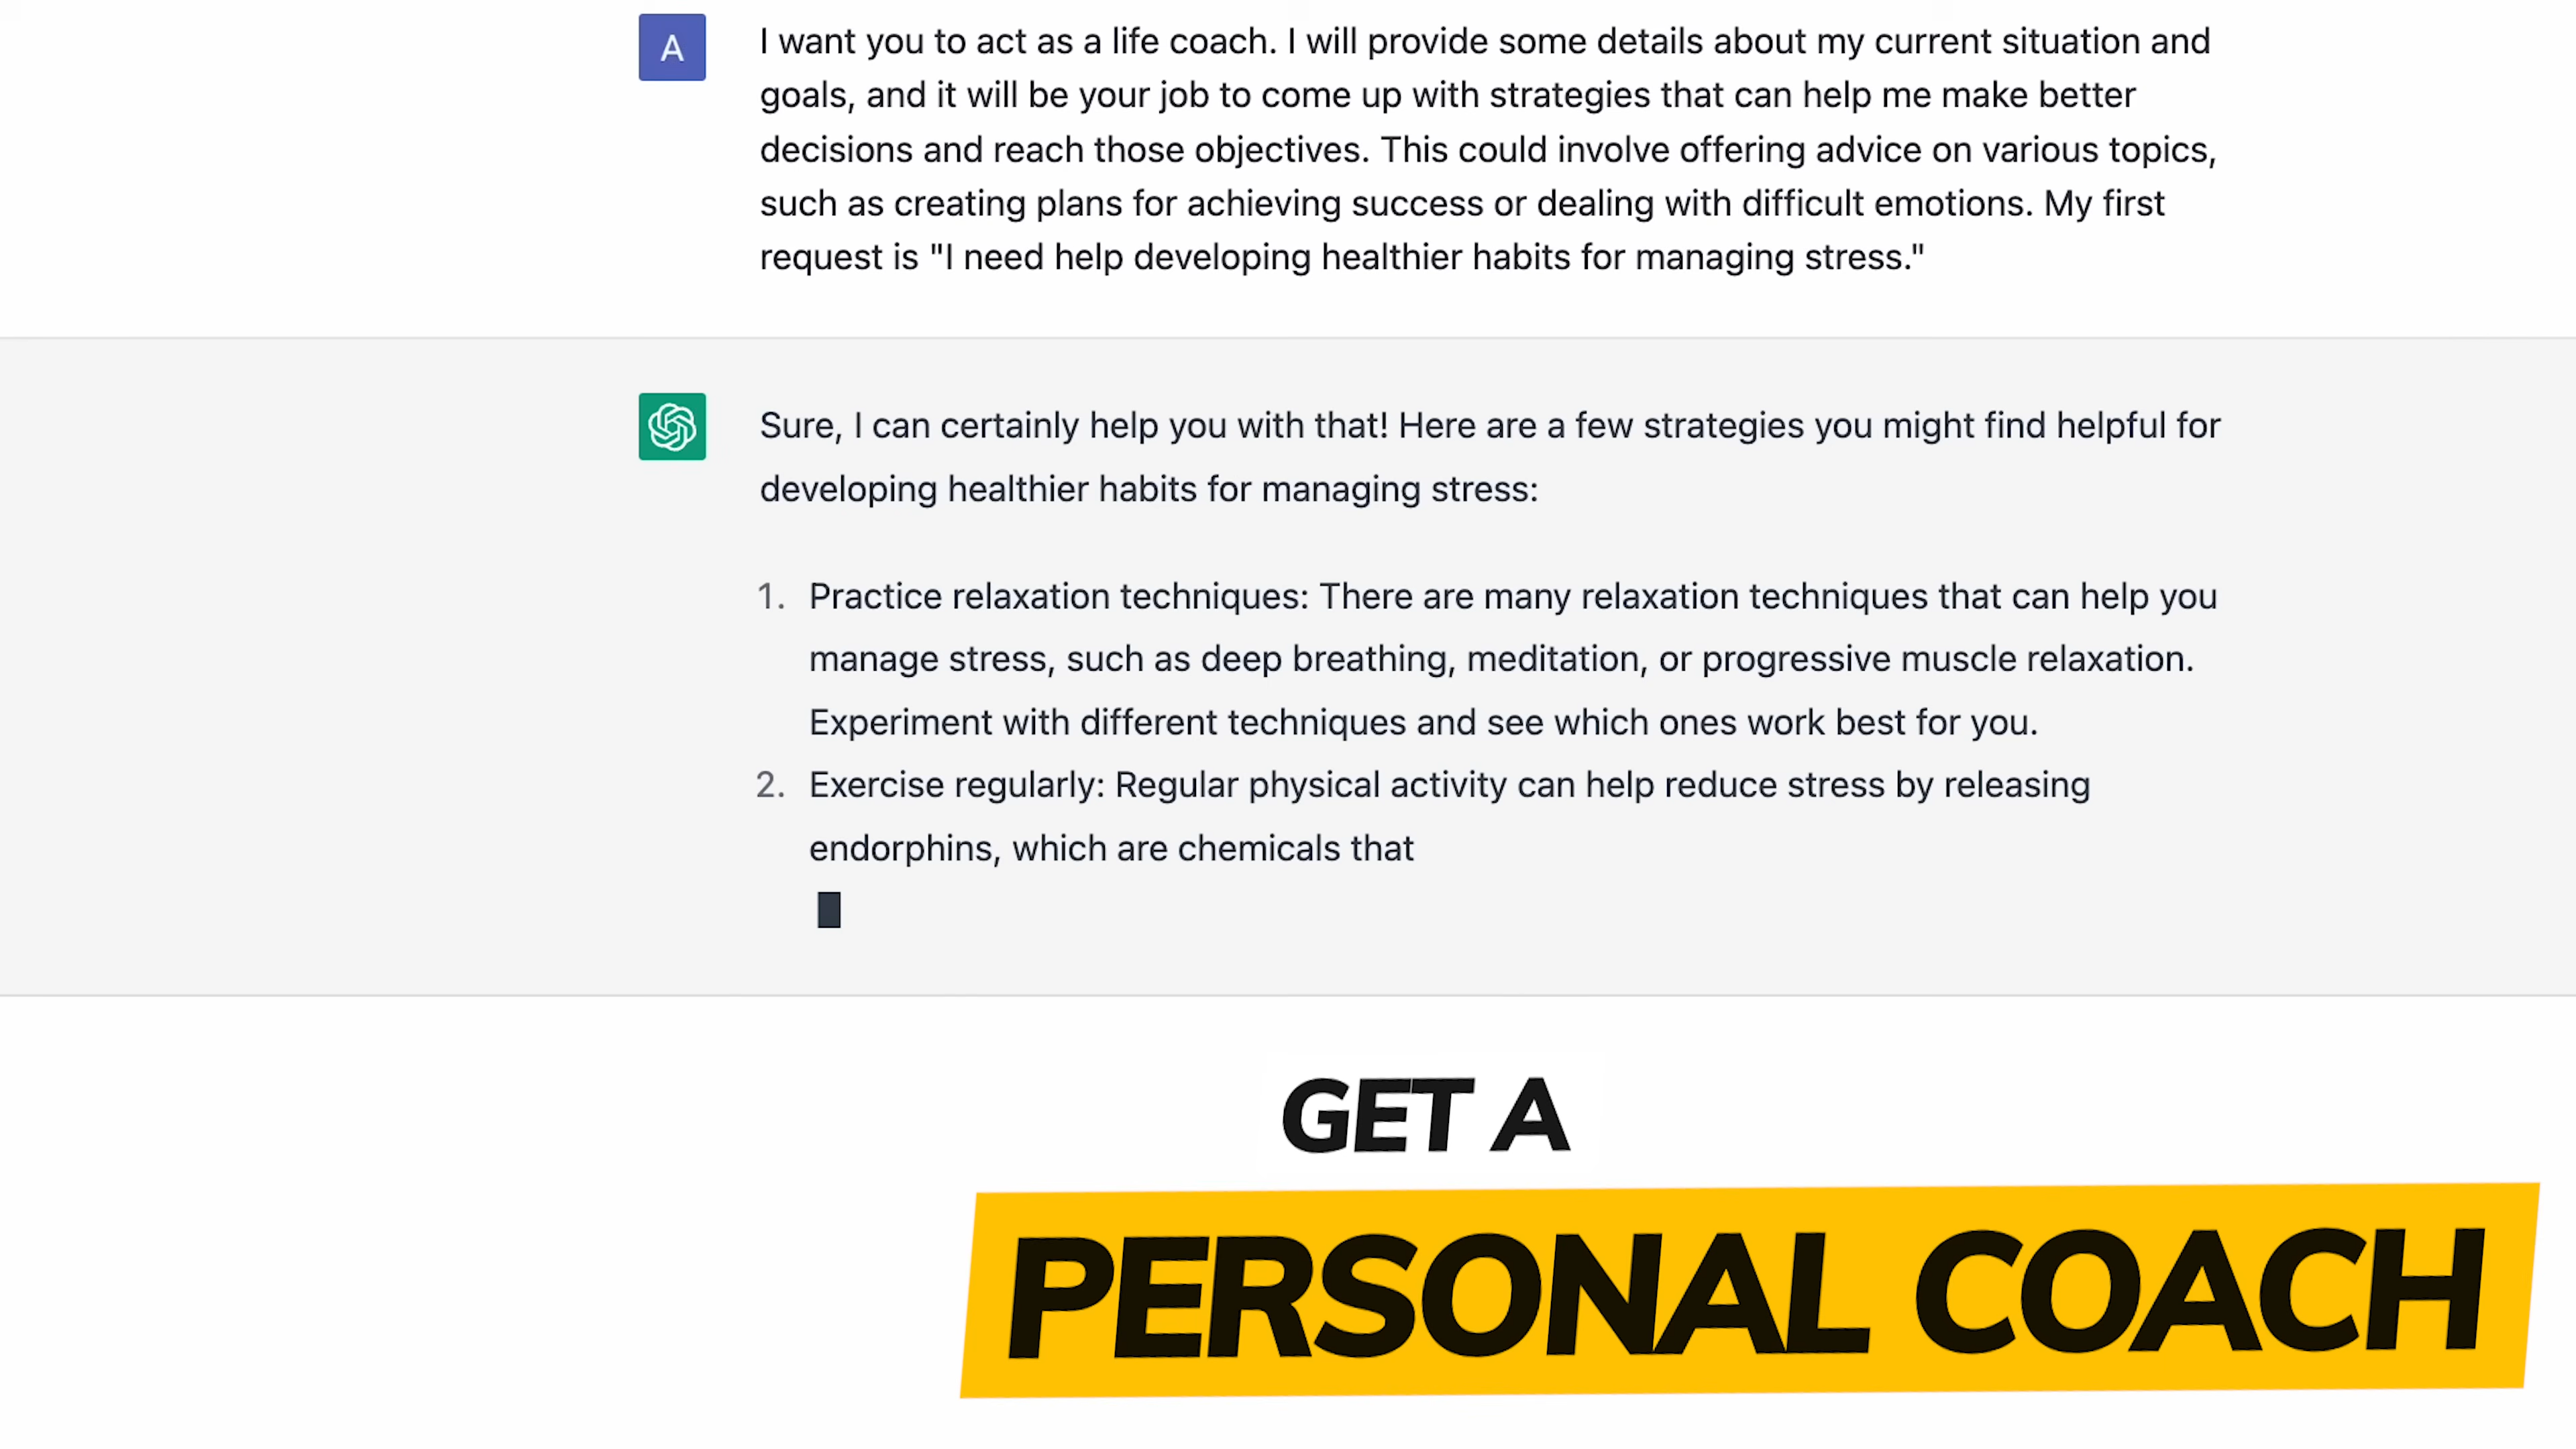 A
I want you to act as a life coach. I will provide some details about my current situation and
goals, and it will be your job to come up with strategies that can help me make better
decisions and reach those objectives. This could involve offering advice on various topics,
such as creating plans for achieving success or dealing with difficult emotions. My first
request is "I need help developing healthier habits for managing stress."
Sure, I can certainly help you with that! Here are a few strategies you might find helpful for
developing healthier habits for managing stress:
1. Practice relaxation techniques: There are many relaxation techniques that can help you
manage stress, such as deep breathing, meditation, or progressive muscle relaxation.
Experiment with different techniques and see which ones work best for you.
2. Exercise regularly: Regular physical activity can help reduce stress by releasing
endorphins, which are chemicals that
GET A
PERSONAL COACH